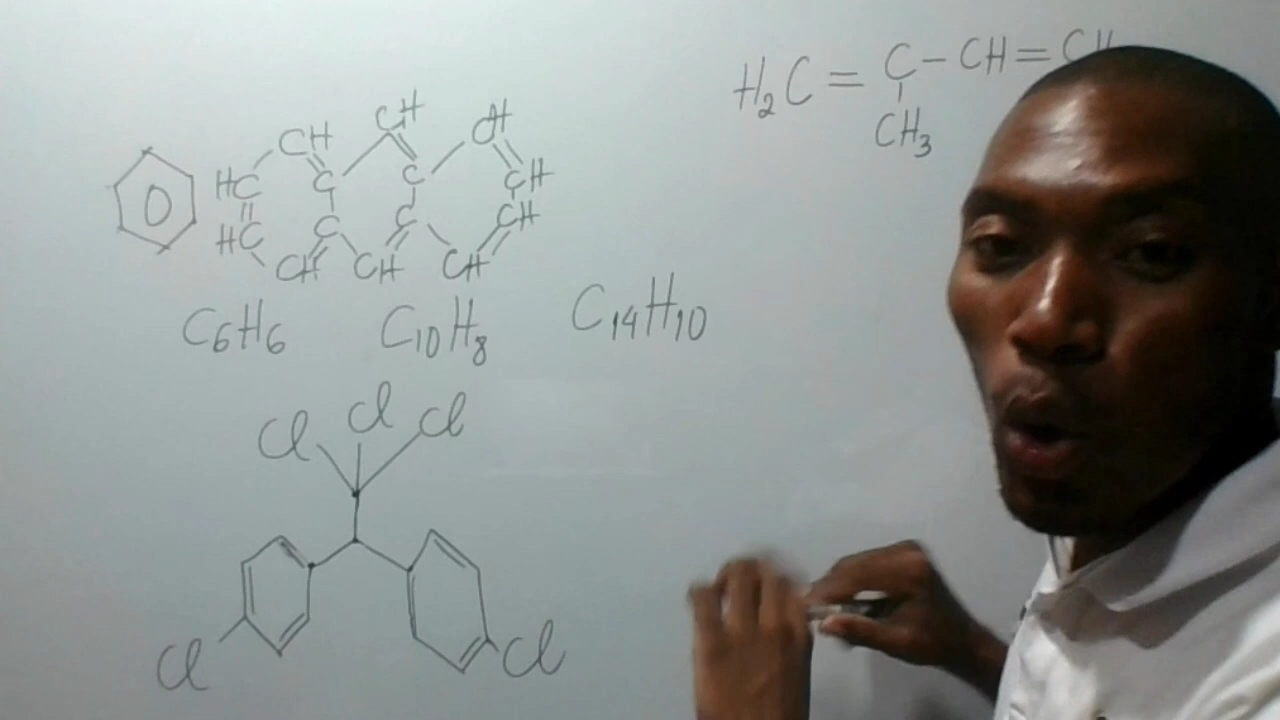 H₂C = C – CH = CH
CH₃
CH CH CH
HC C C CH
HC C C CH
CH CH CH
C₆H₆ C₁₀H₈ C₁₄H₁₀
Cl Cl Cl
Cl Cl